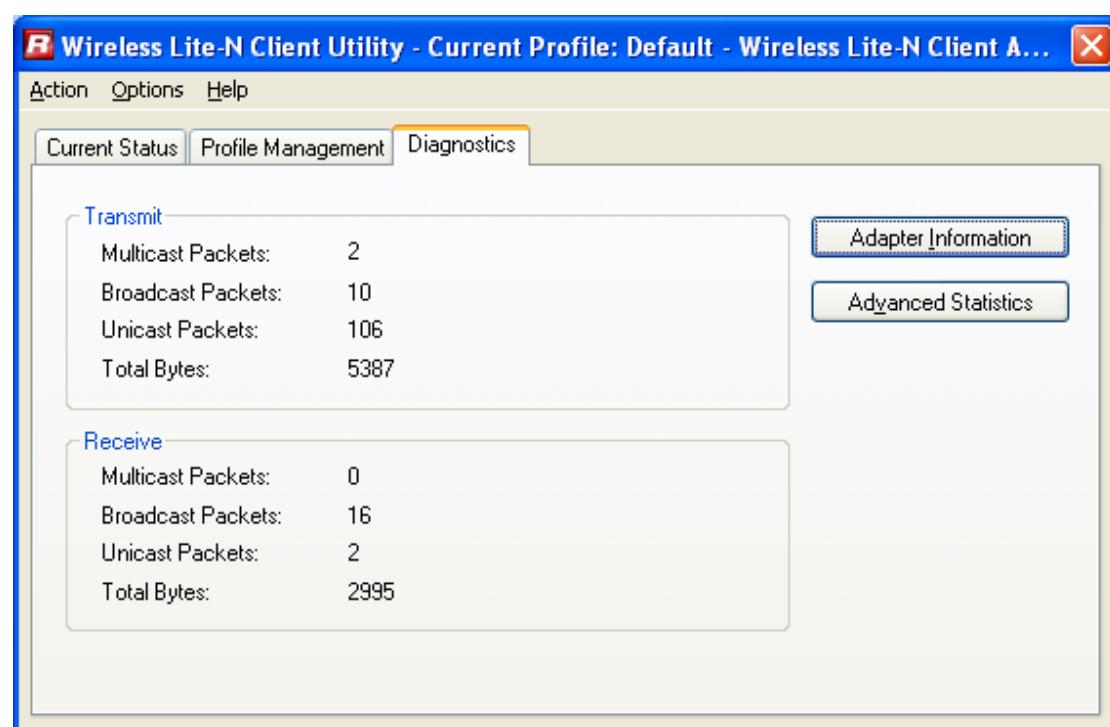 R Wireless Lite-N Client Utility - Current Profile: Default - Wireless Lite-N Client A...
Action Options Help
Current Status Profile Management Diagnostics
Transmit
Multicast Packets: 2
Broadcast Packets: 10
Unicast Packets: 106
Total Bytes: 5387
Adapter Information
Advanced Statistics
Receive
Multicast Packets: 0
Broadcast Packets: 16
Unicast Packets: 2
Total Bytes: 2995